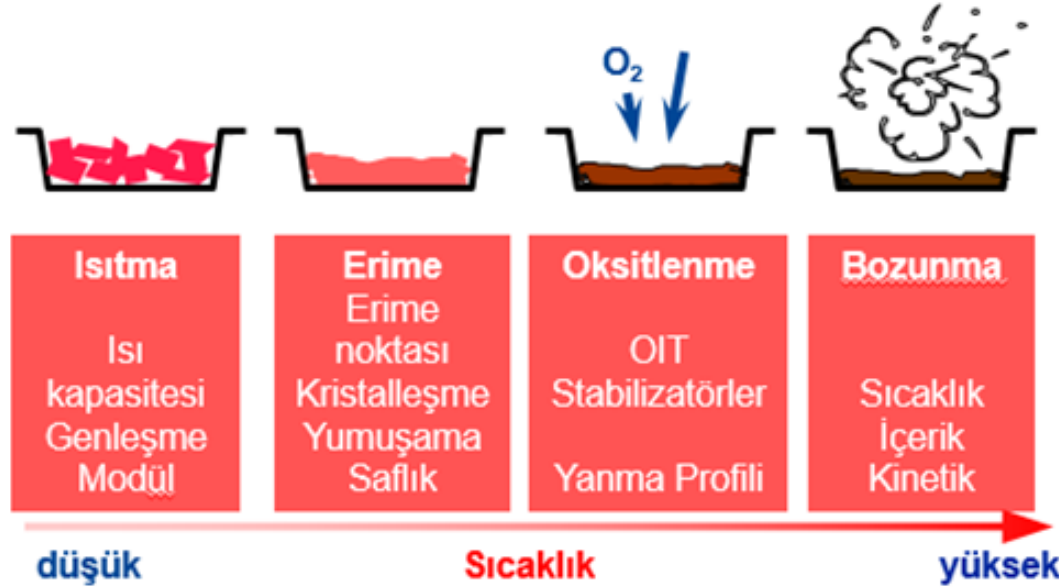 O₂
Isıtma
Isı
kapasitesi
Genleşme
Modül
Erime
Erime
noktası
Kristalleşme
Yumuşama
Saflık
Oksitlenme
OIT
Stabilizatörler
Yanma Profili
Bozunma
Sıcaklık
İçerik
Kinetik
düşük
Sıcaklık
yüksek